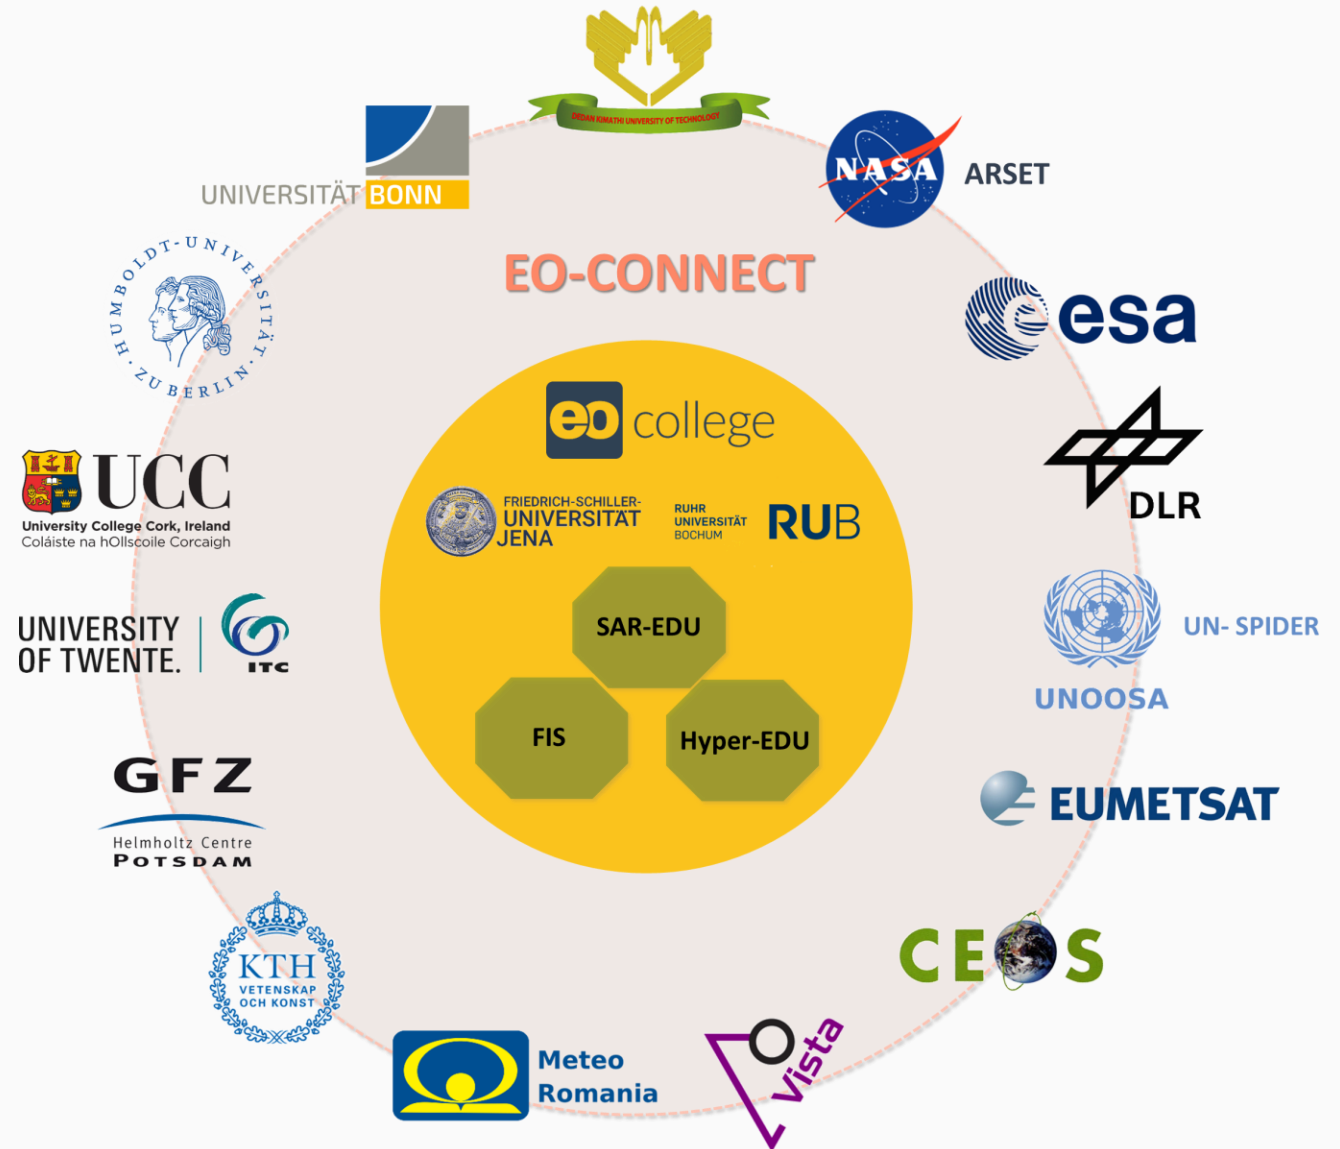 DEDAN KIMATHI UNIVERSITY OF TECHNOLOGY
UNIVERSITÄT BONN
NASA ARSET
HUMBOLDT-UNIVERSITÄT · ZU BERLIN ·
EO-CONNECT
esa
eo college
DLR
UCC
University College Cork, Ireland
Coláiste na hOllscoile Corcaigh
FRIEDRICH-SCHILLER-
UNIVERSITÄT
JENA
RUHR
UNIVERSITÄT
BOCHUM
RUB
SAR-EDU
FIS
Hyper-EDU
UNIVERSITY
OF TWENTE.
ITC
UN- SPIDER
UNOOSA
GFZ
Helmholtz Centre
POTSDAM
EUMETSAT
KTH
VETENSKAP
OCH KONST
CEOS
Meteo
Romania
Vista